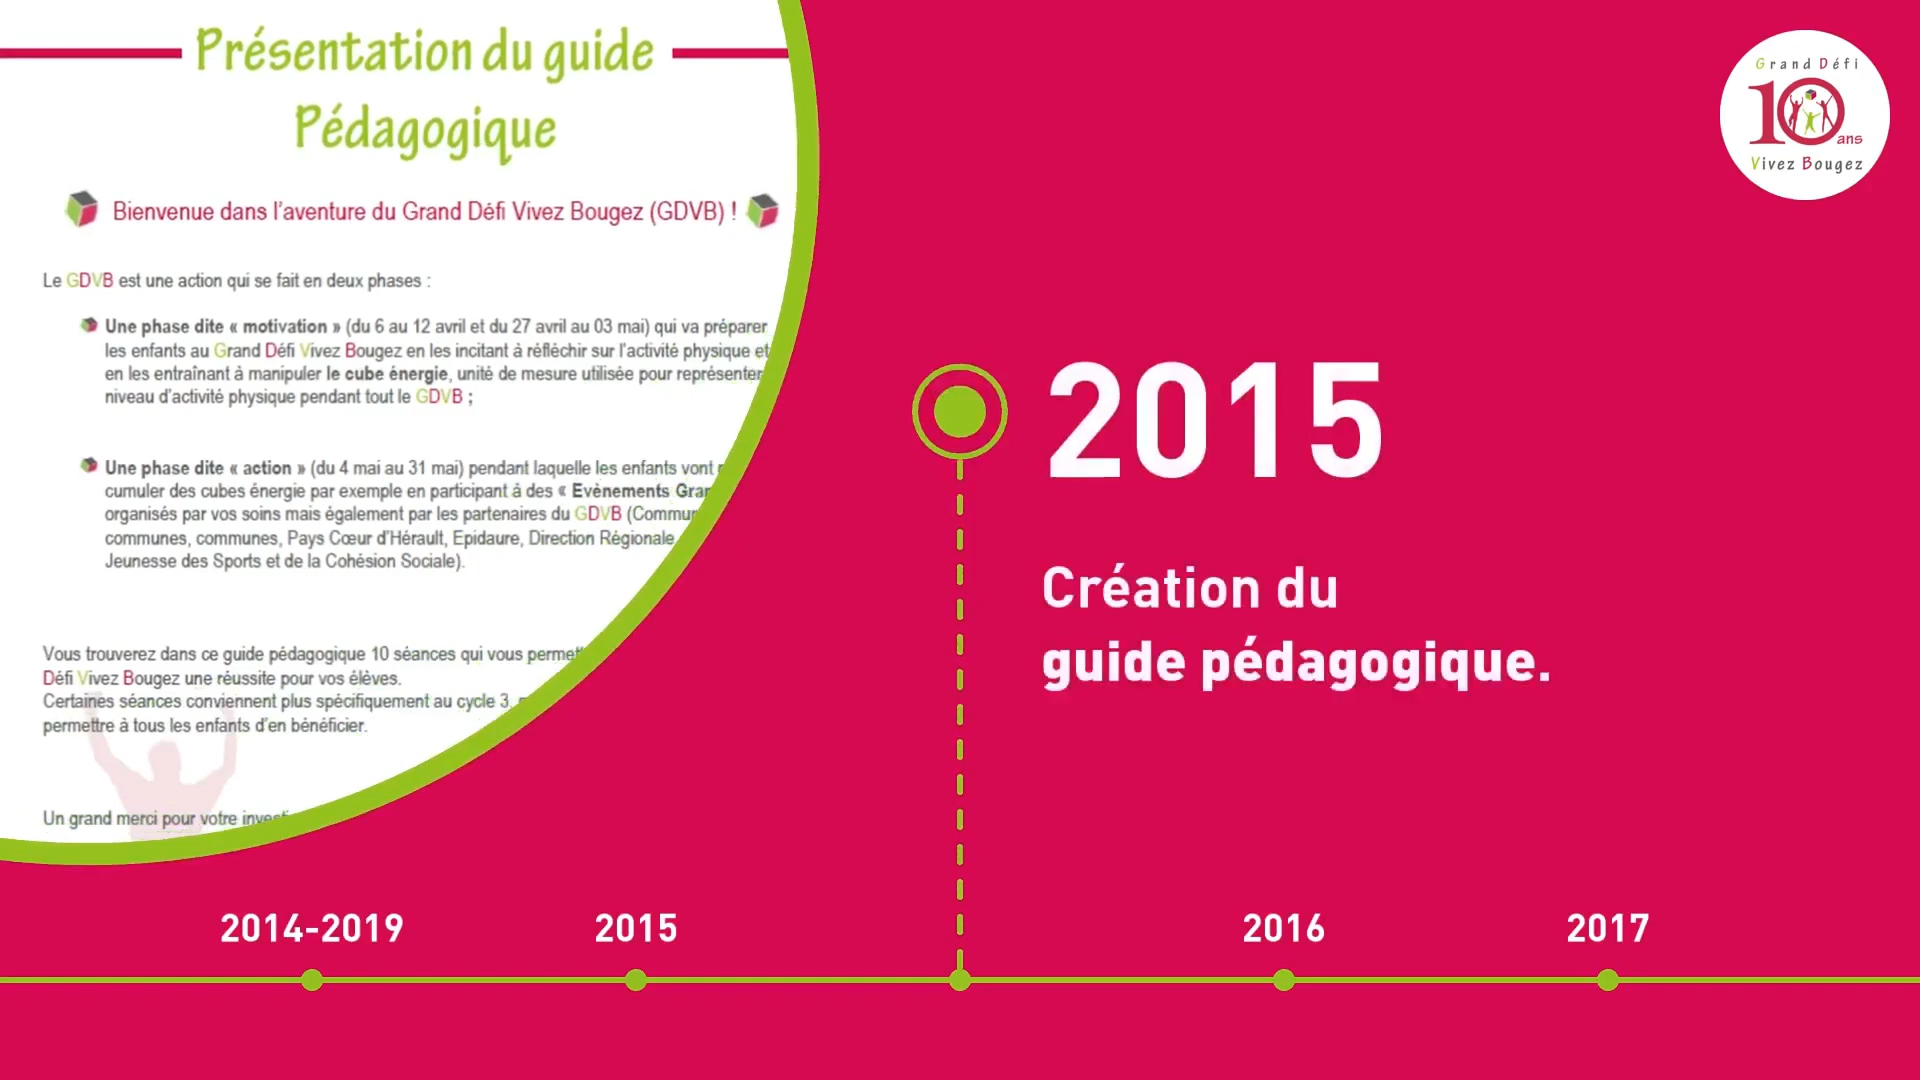 Présentation du guide
Pédagogique
Bienvenue dans l'aventure du Grand Défi Vivez Bougez (GDVB) !
Le GDVB est une action qui se fait en deux phases :
Une phase dite « motivation » (du 6 au 12 avril et du 27 avril au 03 mai) qui va préparer
les enfants au Grand Défi Vivez Bougez en les incitant à réfléchir sur l'activité physique et
en les entraînant à manipuler le cube énergie, unité de mesure utilisée pour représenter
niveau d'activité physique pendant tout le GDVB ;
Une phase dite « action » (du 4 mai au 31 mai) pendant laquelle les enfants vont
cumuler des cubes énergie par exemple en participant à des « Evènements
organisés par vos soins mais également par les partenaires du GDVB
communes, communes, Pays Cœur d'Hérault, Epidaure, Direction Régionale
Jeunesse des Sports et de la Cohésion Sociale).
Vous trouverez dans ce guide pédagogique 10 séances qui vous
Défi Vivez Bougez une réussite pour vos élèves.
Certaines séances conviennent plus spécifiquement au cycle 3,
permettre à tous les enfants d'en bénéficier.
Un grand merci pour votre
Grand Défi
10 ans
Vivez Bougez
2015
Création du
guide pédagogique.
2014-2019 2015 2016 2017